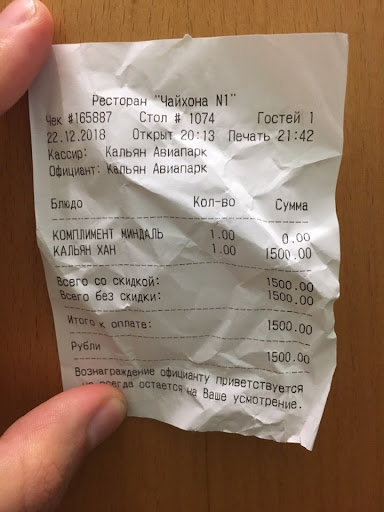 Ресторан "Чайхона N1"
Чек #165887 Стол # 1074 Гостей 1
22.12.2018 Открыт 20:13 Печать 21:42
Кассир: Кальян Авиапарк
Официант: Кальян Авиапарк
Блюдо Кол-во Сумма
КОМПЛИМЕНТ МИНДАЛЬ 1.00 0.00
КАЛЬЯН ХАН 1.00 1500.00
Всего со скидкой: 1500.00
Всего без скидки: 1500.00
Итого к оплате: 1500.00
Рубли 1500.00
Вознаграждение официанту приветствуется
но всегда остается на Ваше усмотрение.